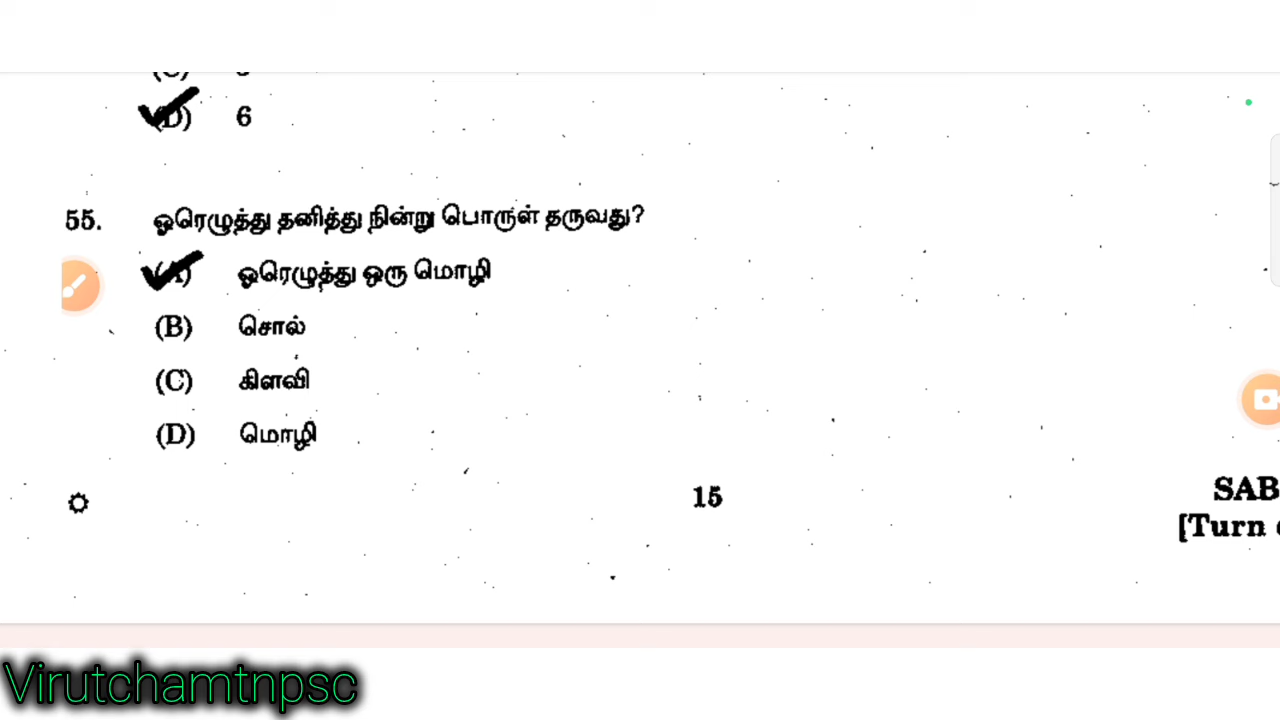 (D) 6
55. ஓரெழுத்து தனித்து நின்று பொருள் தருவது?
(A) ஓரெழுத்து ஒரு மொழி
(B) சொல்
(C) கிளவி
(D) மொழி
15
SAB
[Turn
Virutchamtnpsc